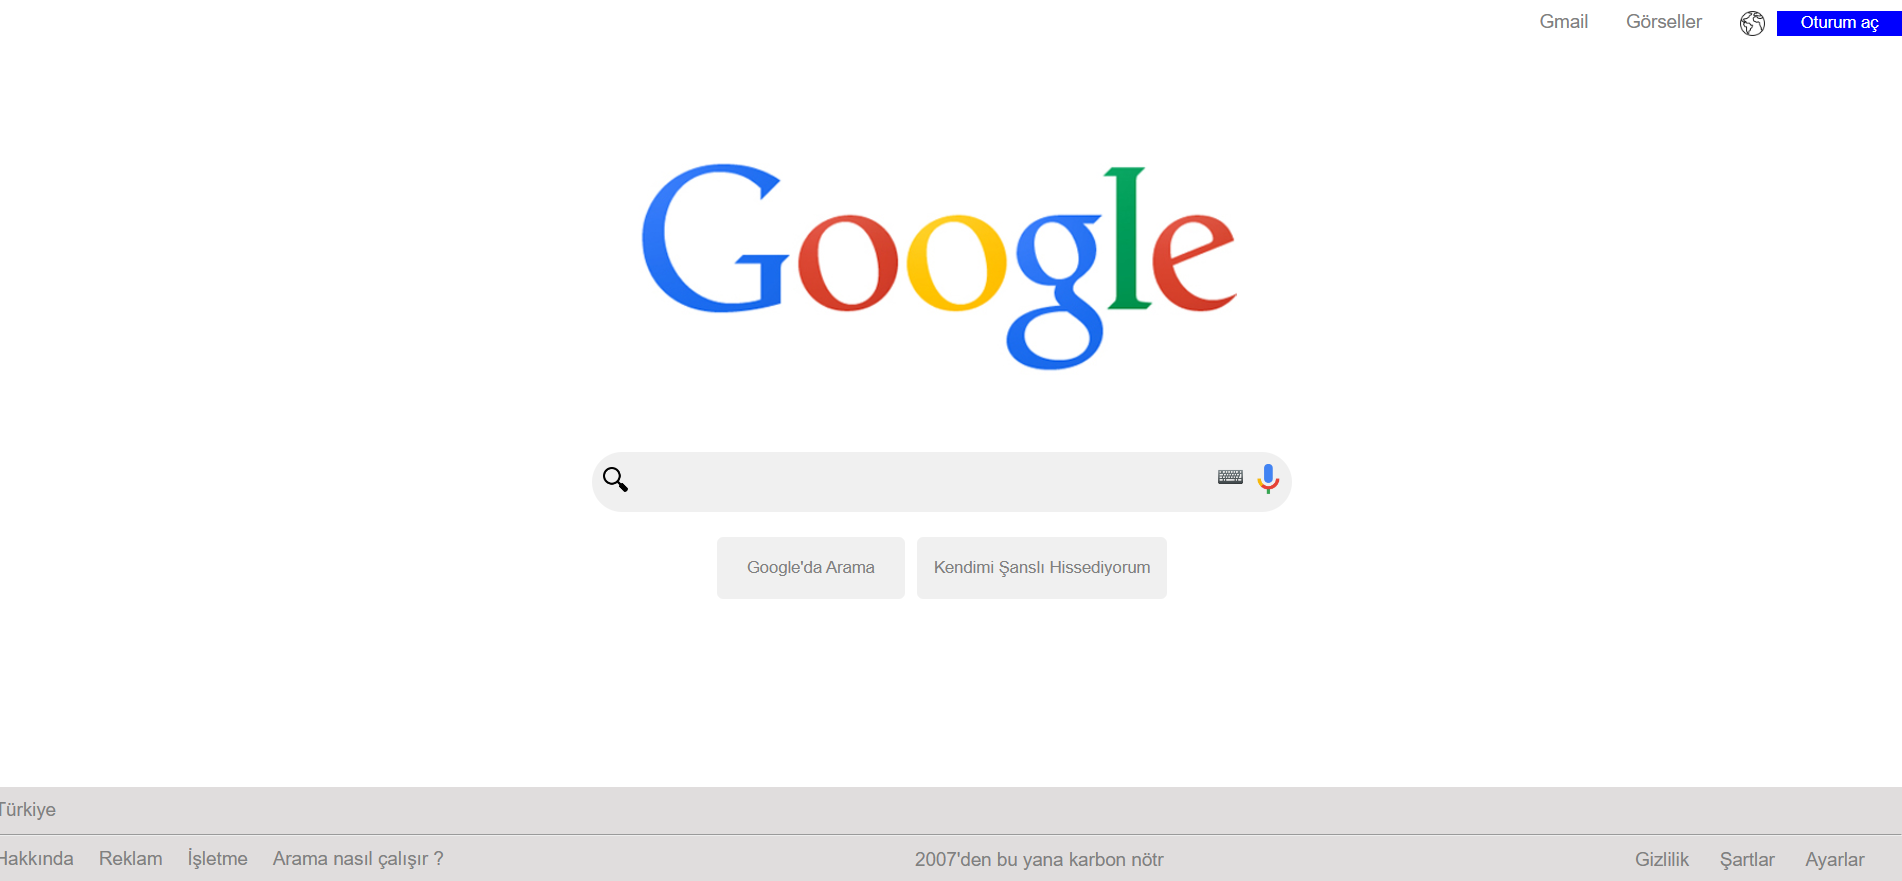 Gmail Görseller Oturum aç
Google
Google'da Arama Kendimi Şanslı Hissediyorum
Türkiye
Hakkında Reklam İşletme Arama nasıl çalışır ? 2007'den bu yana karbon nötr Gizlilik Şartlar Ayarlar